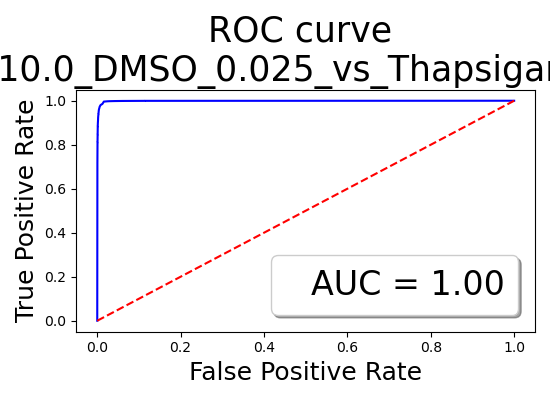 ROC curve
10.0_DMSO_0.025_vs_Thapsigar
True Positive Rate
1.0
0.8
0.6
0.4
0.2
0.0
AUC = 1.00
0.0 0.2 0.4 0.6 0.8 1.0
False Positive Rate